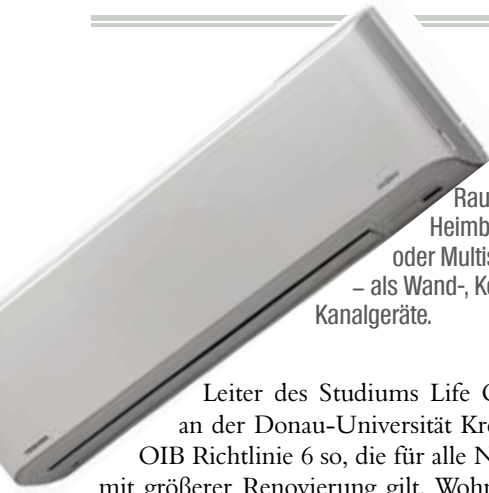 Rau
Heimb
oder Multis
– als Wand-, K
Kanalgeräte.
Leiter des Studiums Life C
an der Donau-Universität Kre
OIB Richtlinie 6 so, die für alle N
mit größerer Renovierung gilt. Wohn